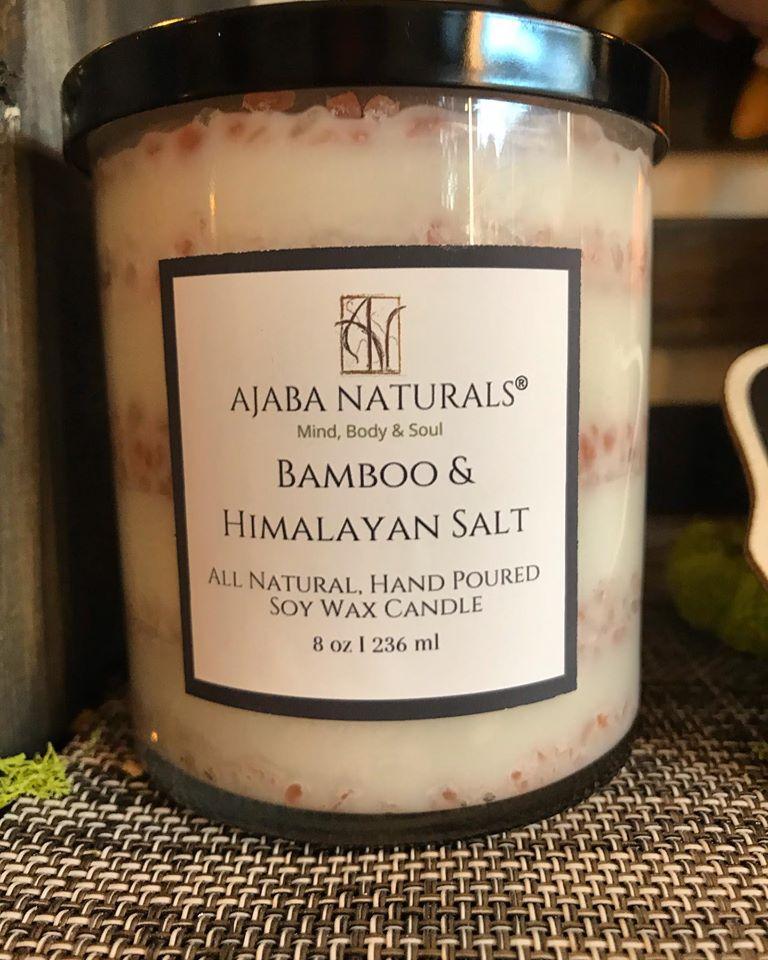 AN
AJABA NATURALS®
Mind, Body & Soul
BAMBOO &
HIMALAYAN SALT
ALL NATURAL, HAND POURED
SOY WAX CANDLE
8 oz I 236 ml